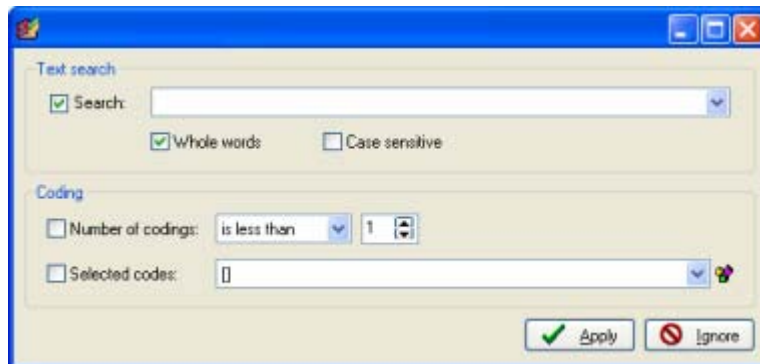 Text search
Search:
Whole words Case sensitive
Coding
Number of codings: is less than 1
Selected codes: []
Apply Ignore